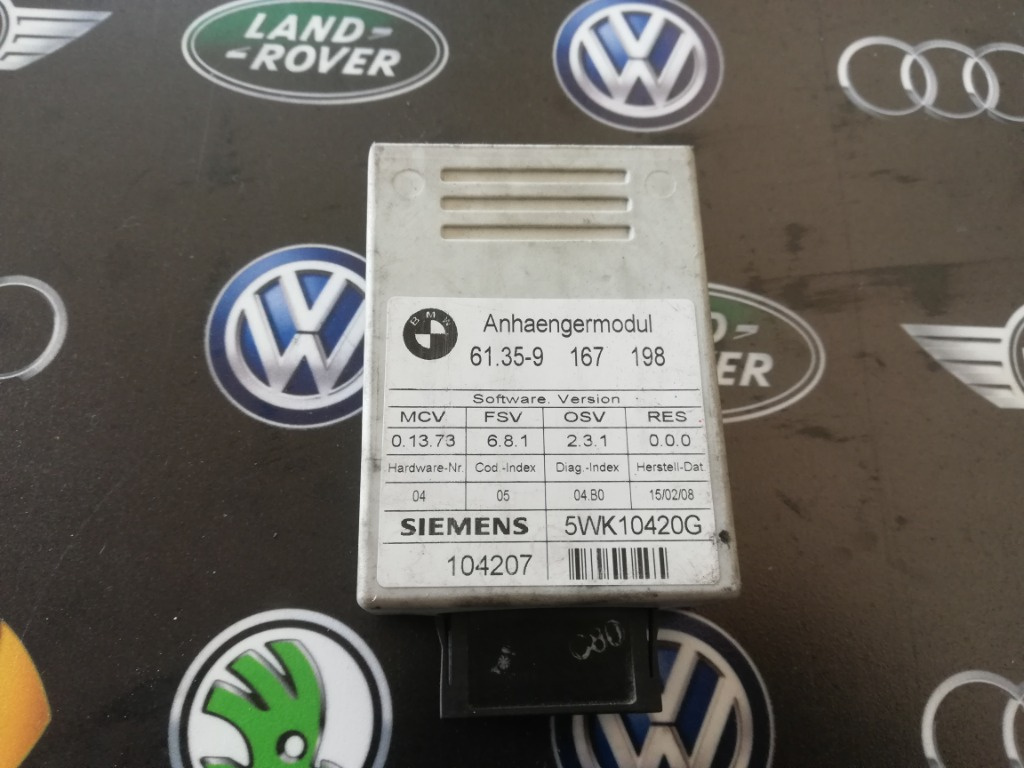 LAND-
-ROVER
BMW
Anhaengermodul
61.35-9 167 198
-
ER
Software. Version
MCV FSV OSV RES
0.13.73 6.8.1 2.3.1 0.0.0
Hardware-Nr. Cod.-Index Diag.-Index Herstell-Dat
04 05 04.B0 15/02/08
SIEMENS 5WK10420G
104207